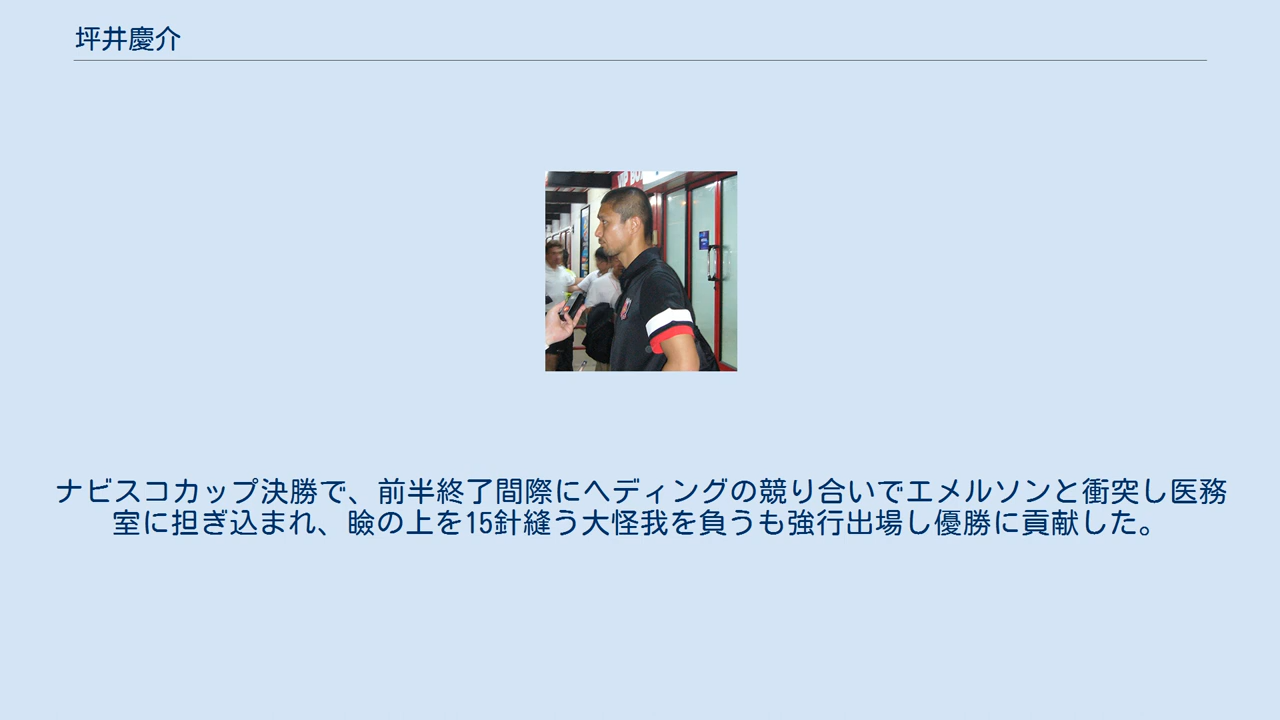 坪井慶介
VIP BO
ナビスコカップ決勝で、前半終了間際にヘディングの競り合いでエメルソンと衝突し医務
室に担ぎ込まれ、瞼の上を15針縫う大怪我を負うも強行出場し優勝に貢献した。